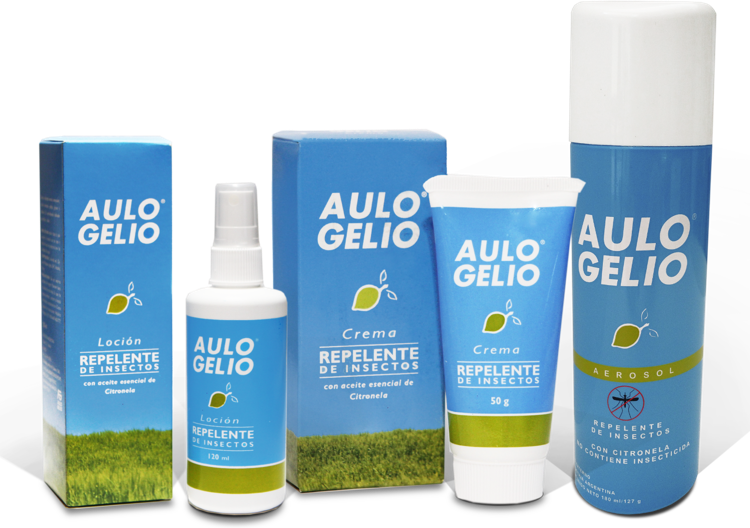 AULO
GELIO
Loción
REPELENTE
DE INSECTOS
con aceite esencial de
Citronela
AULO
GELIO
Loción
REPELENTE
DE INSECTOS
120 ml
AULO®
GELIO
Crema
REPELENTE
DE INSECTOS
con aceite esencial de
Citronela
AULO®
GELIO
Crema
REPELENTE
DE INSECTOS
50 g
AULO®
GELIO
AEROSOL
REPELENTE
DE INSECTOS
CON CITRONELA
CONTIENE INSECTICIDA
ARGENTINA
NETO